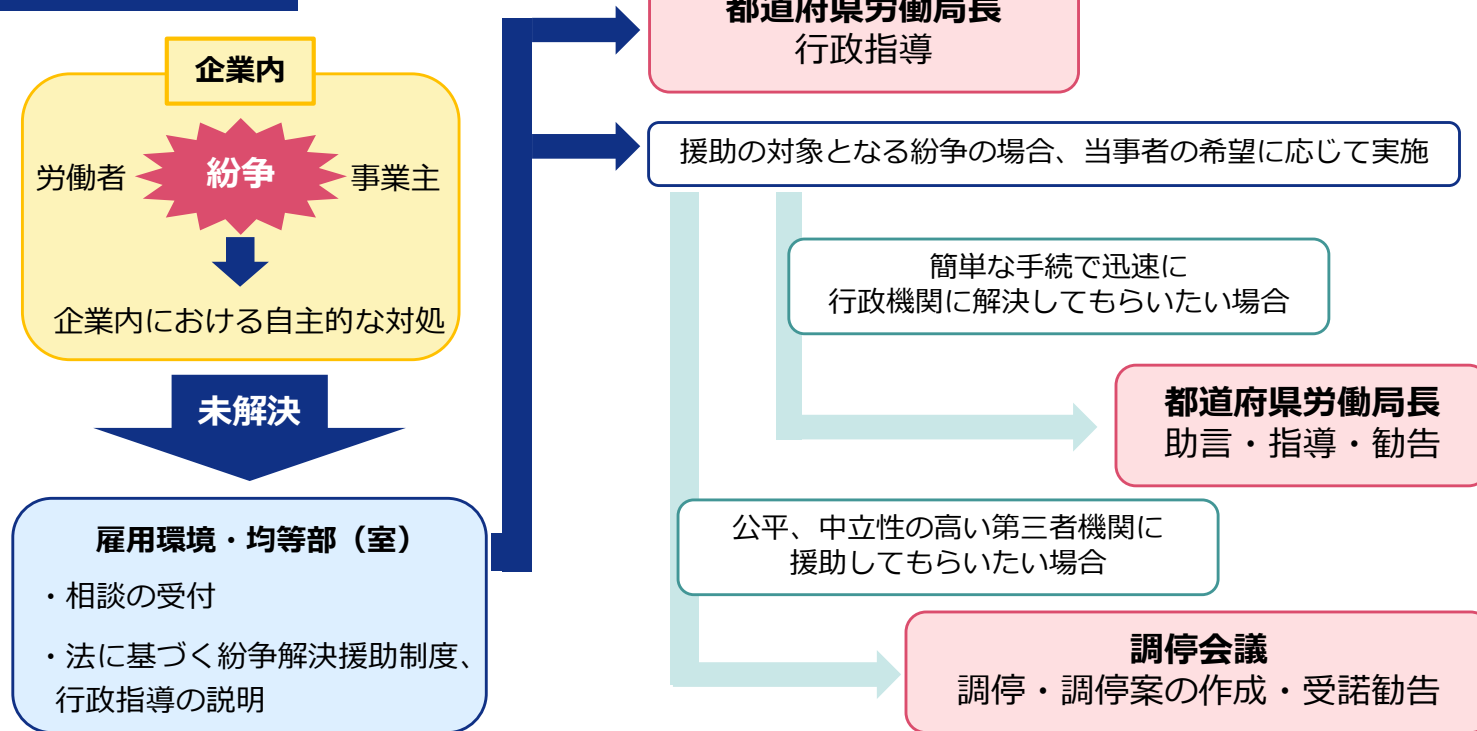 企業内
労働者
紛争
事業主
企業内における自主的な対処
未解決
雇用環境・均等部（室）
・相談の受付
・法に基づく紛争解決援助制度、
行政指導の説明
都道府県労働局長
行政指導
援助の対象となる紛争の場合、当事者の希望に応じて実施
簡単な手続で迅速に
行政機関に解決してもらいたい場合
都道府県労働局長
助言・指導・勧告
公平、中立性の高い第三者機関に
援助してもらいたい場合
調停会議
調停・調停案の作成・受諾勧告